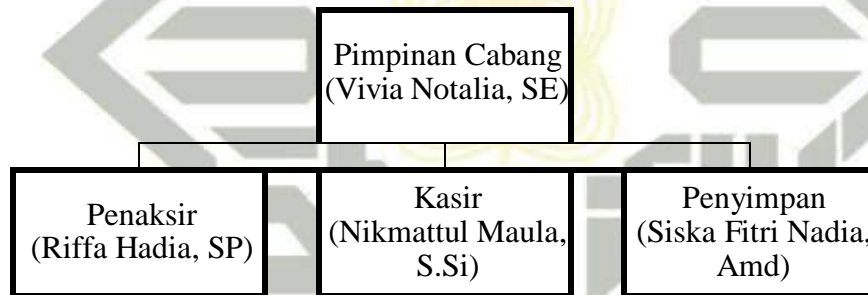 Pimpinan Cabang
(Vivia Notalia, SE)
Penaksir
(Riffa Hadia, SP)
Kasir
(Nikmattul Maula,
S.Si)
Penyimpan
(Siska Fitri Nadia,
Amd)